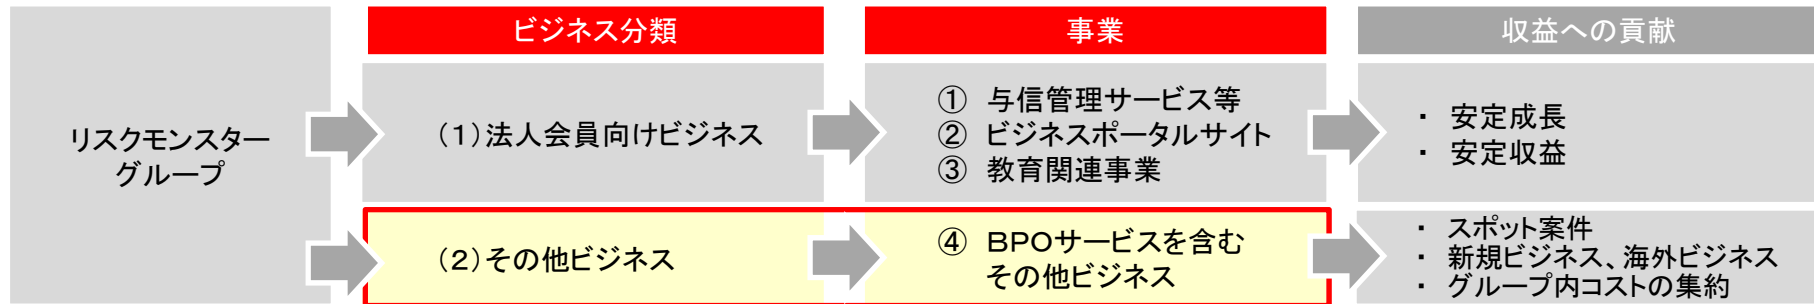 ビジネス分類
事業
収益への貢献
リスクモンスター
グループ
（１）法人会員向けビジネス
① 与信管理サービス等
② ビジネスポータルサイト
③ 教育関連事業
・ 安定成長
・ 安定収益
（２）その他ビジネス
④ ＢＰＯサービスを含む
その他ビジネス
・ スポット案件
・ 新規ビジネス、海外ビジネス
・ グループ内コストの集約